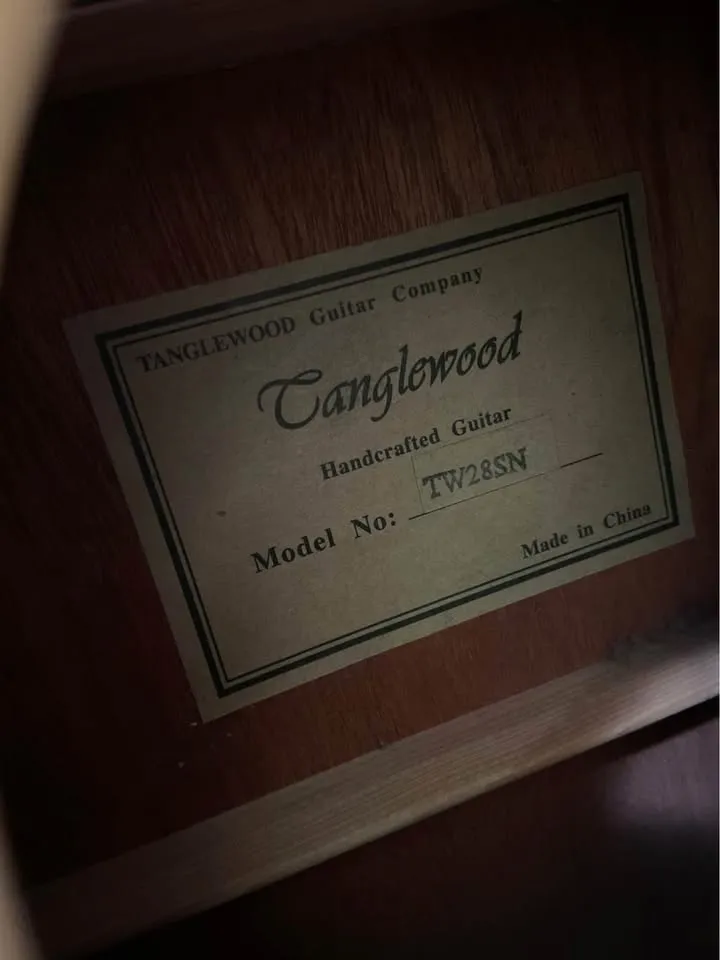 TANGLEWOOD Guitar Company
Tanglewood
Handcrafted Guitar
Model No: TW28SN
Made in China